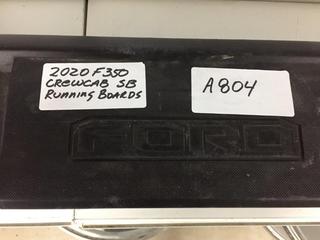 2020 F350
CREWCAB SB
RUNNING BOARDS
A804
FORD